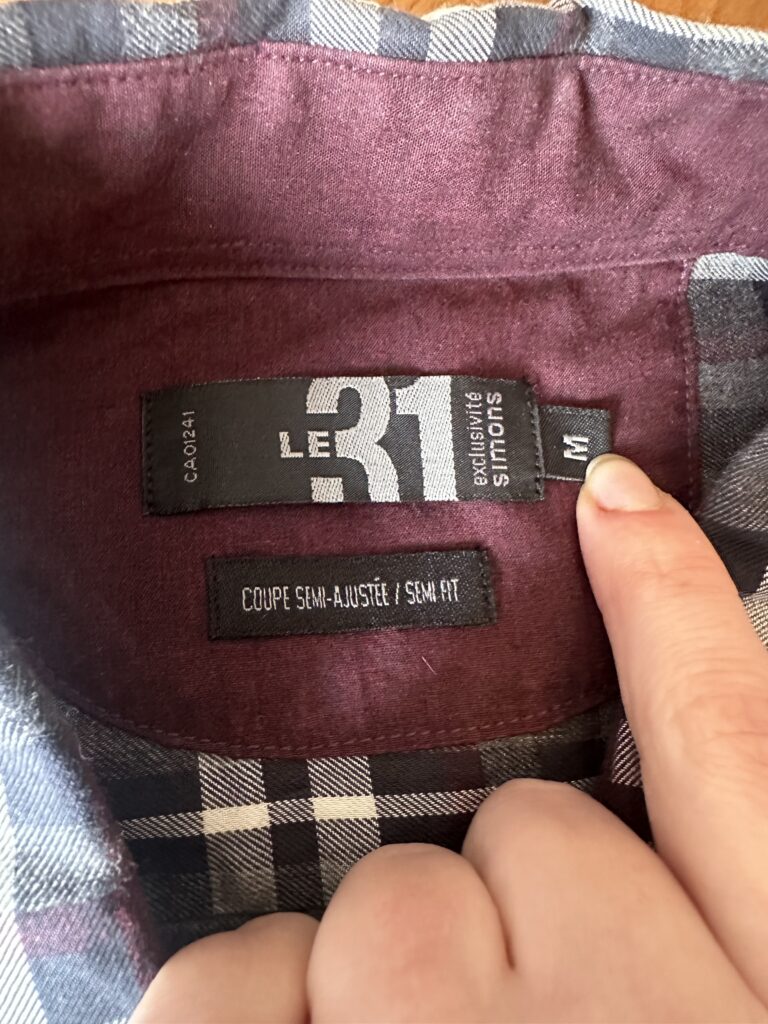 CA01241
LE 31
exclusivité
simons
M
COUPE SEMI-AJUSTÉE / SEMI FIT